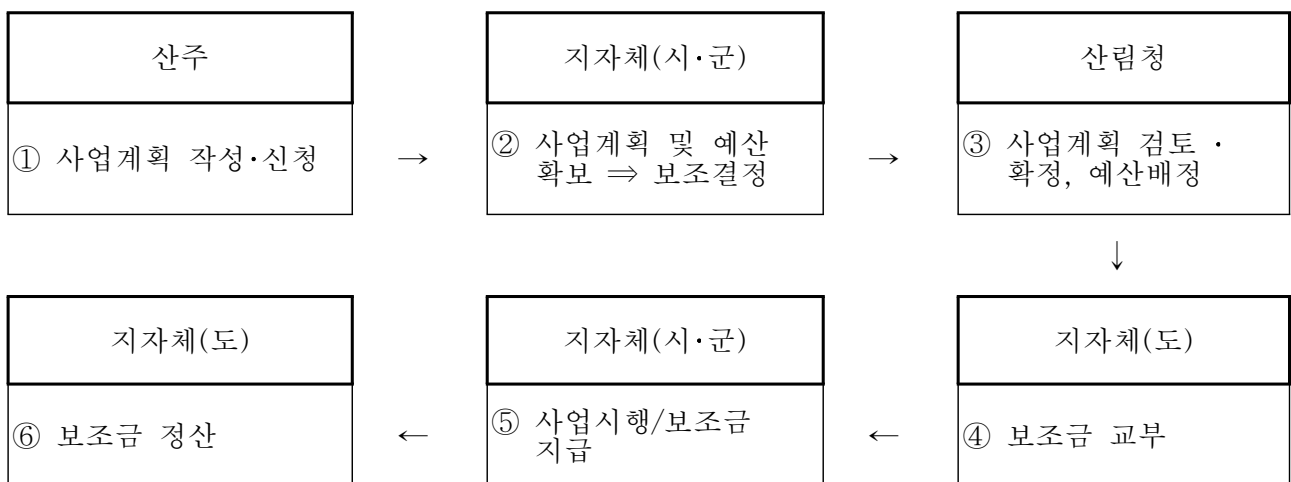 산주
① 사업계획 작성·신청
→
지자체(시·군)
② 사업계획 및 예산
확보 ⇒ 보조결정
→
산림청
③ 사업계획 검토 ·
확정, 예산배정
↓
지자체(도)
④ 보조금 교부
←
지자체(시·군)
⑤ 사업시행/보조금
지급
←
지자체(도)
⑥ 보조금 정산